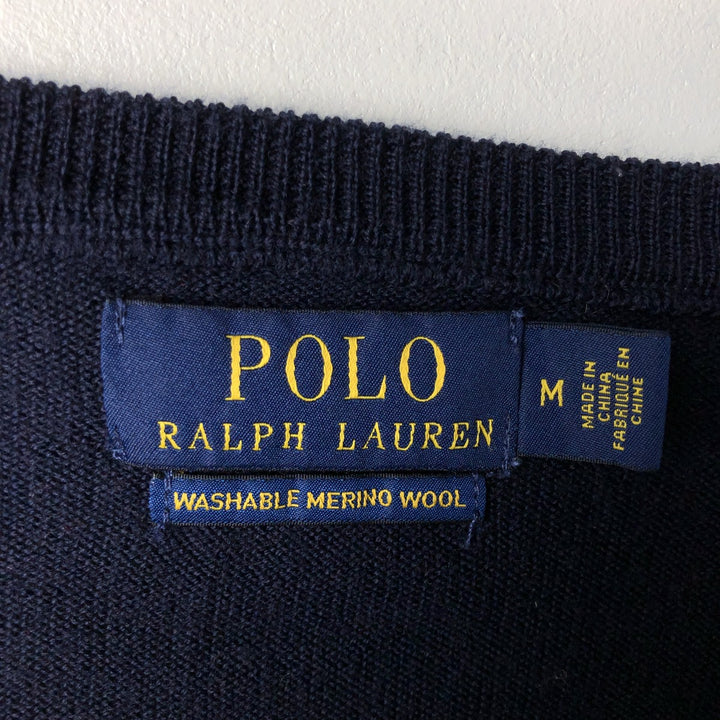 POLO
RALPH LAUREN
WASHABLE MERINO WOOL
M
MADE IN
CHINA
FABRIQUÉ EN
CHINE